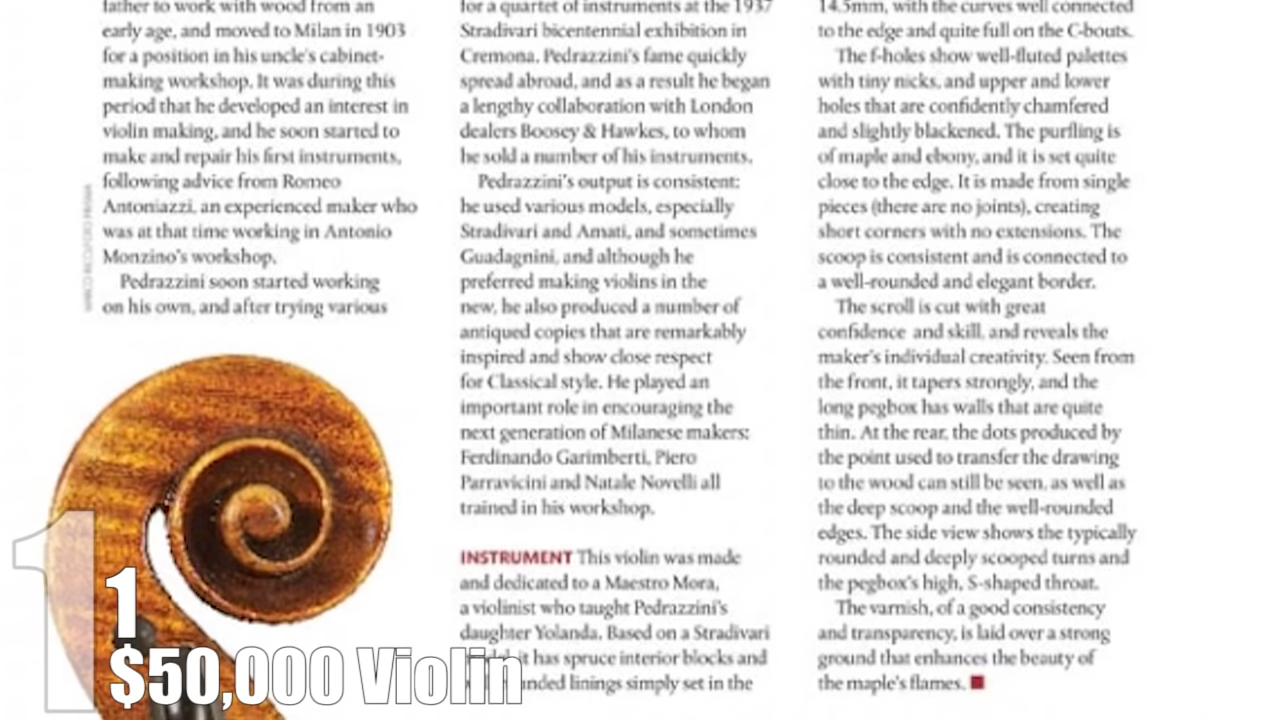 father to work with wood from an
early age, and moved to Milan in 1903
for a position in his uncle's cabinet-
making workshop. It was during this
period that he developed an interest in
violin making, and he soon started to
make and repair his first instruments,
following advice from Romeo
Antoniazzi, an experienced maker who
was at that time working in Antonio
Monzino's workshop.
Pedrazzini soon started working
on his own, and after trying various
for a quartet of instruments at the 1937
Stradivari bicentennial exhibition in
Cremona. Pedrazzini's fame quickly
spread abroad, and as a result he began
a lengthy collaboration with London
dealers Boosey & Hawkes, to whom
he sold a number of his instruments.
Pedrazzini's output is consistent:
he used various models, especially
Stradivari and Amati, and sometimes
Guadagnini, and although he
preferred making violins in the
new, he also produced a number of
antiqued copies that are remarkably
inspired and show close respect
for Classical style. He played an
important role in encouraging the
next generation of Milanese makers:
Ferdinando Garimberti, Piero
Parravicini and Natale Novelli all
trained in his workshop.
INSTRUMENT This violin was made
and dedicated to a Maestro Mora,
a violinist who taught Pedrazzini's
daughter Yolanda. Based on a Stradivari
it has spruce interior blocks and
linings simply set in the
14.5mm, with the curves well connected
to the edge and quite full on the C-bouts.
The f-holes show well-fluted palettes
with tiny nicks, and upper and lower
holes that are confidently chamfered
and slightly blackened. The purfling is
of maple and ebony, and it is set quite
close to the edge. It is made from single
pieces (there are no joints), creating
short corners with no extensions. The
scoop is consistent and is connected to
a well-rounded and elegant border.
The scroll is cut with great
confidence and skill, and reveals the
maker's individual creativity. Seen from
the front, it tapers strongly, and the
long pegbox has walls that are quite
thin. At the rear, the dots produced by
the point used to transfer the drawing
to the wood can still be seen, as well as
the deep scoop and the well-rounded
edges. The side view shows the typically
rounded and deeply scooped turns and
the pegbox's high, S-shaped throat.
The varnish, of a good consistency
and transparency, is laid over a strong
ground that enhances the beauty of
the maple's flames.
1
1
$50,000 Violin